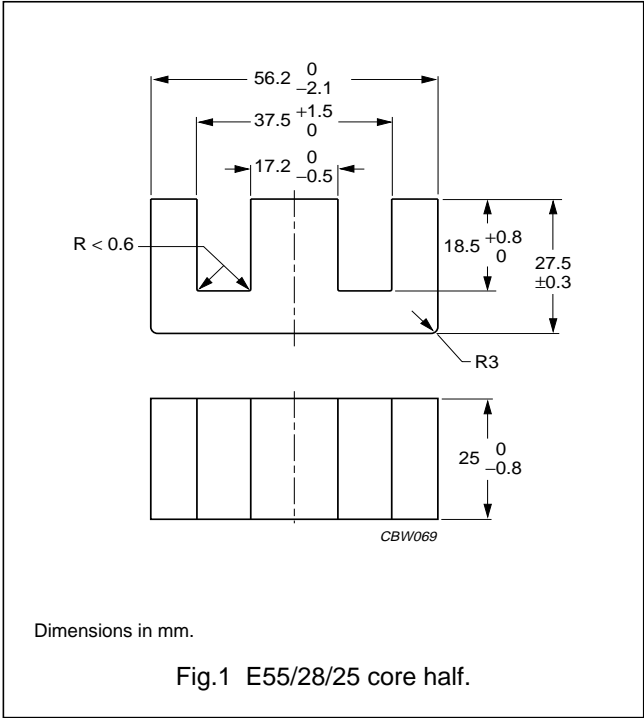 56.2 0 −2.1
37.5 +1.5 0
17.2 0 −0.5
R < 0.6
18.5 +0.8 0
27.5 ±0.3
R3
25 0 −0.8
CBW069
Dimensions in mm.
Fig.1 E55/28/25 core half.